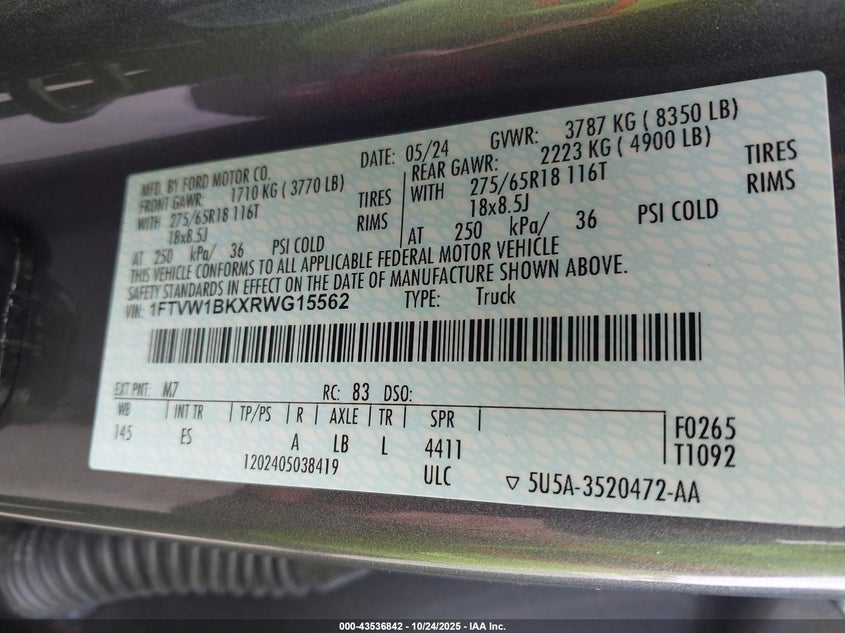 MFD. BY FORD MOTOR CO.
DATE: 05/24 GVWR: 3787 KG ( 8350 LB)
FRONT GAWR: 1710 KG ( 3770 LB)
WITH 275/65R18 116T TIRES
18x8.5J RIMS
AT 250 kPa/ 36 PSI COLD
REAR GAWR: 2223 KG ( 4900 LB)
WITH 275/65R18 116T TIRES
18x8.5J RIMS
AT 250 kPa/ 36 PSI COLD
THIS VEHICLE CONFORMS TO ALL APPLICABLE FEDERAL MOTOR VEHICLE
SAFETY STANDARDS IN EFFECT ON THE DATE OF MANUFACTURE SHOWN ABOVE.
VIN: 1FTVW1BKXRWG15562 TYPE: Truck
EXT PNT: M7 RC: 83 DSO:
WB INT TR TP/PS R AXLE TR SPR
145 ES A LB L 4411
F0265
T1092
1202405038419 ULC
▽ 5U5A-3520472-AA
000-43536842 | 10/24/2025 - IAA Inc.